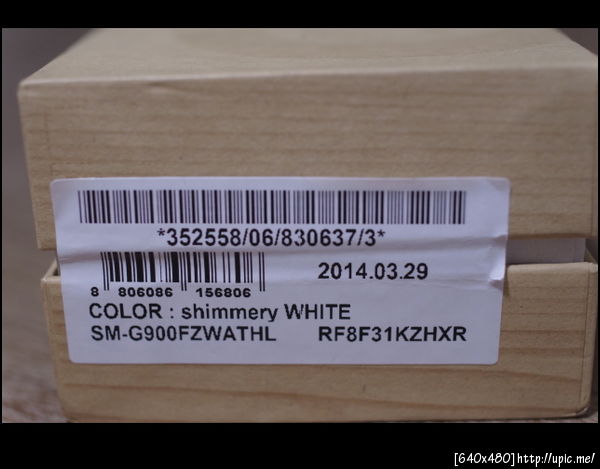 *352558/06/830637/3*
2014.03.29
8 806086 156806
COLOR : shimmery WHITE
SM-G900FZWATHL RF8F31KZHXR
[640x480]http://upic.me/